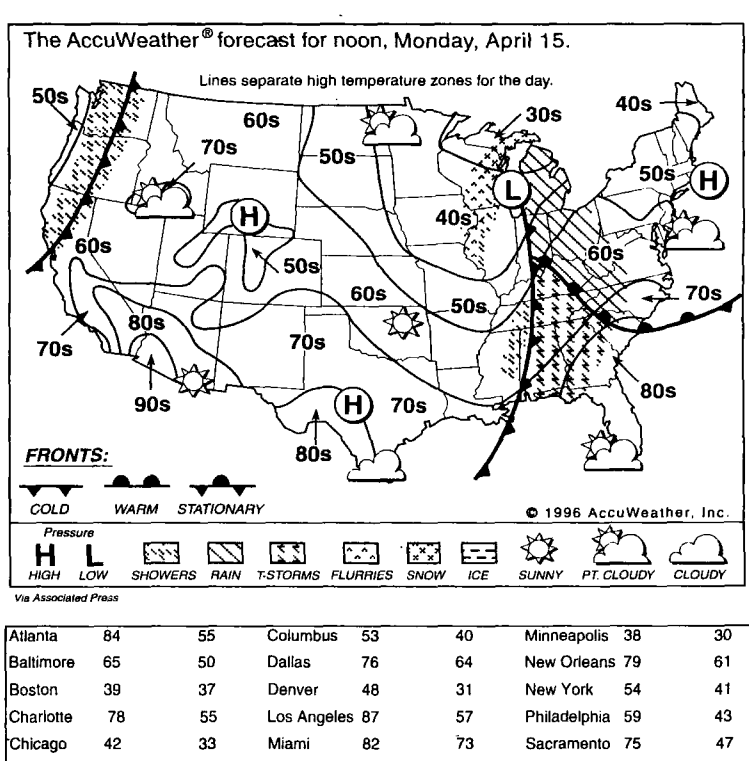 The AccuWeather® forecast for noon, Monday, April 15.
Lines separate high temperature zones for the day.
50s
60s
70s
50s
30s
40s
50s
H
L
40s
H
60s
50s
60s
60s
50s
70s
80s
70s
70s
90s
H
70s
80s
80s
FRONTS:
COLD WARM STATIONARY
© 1996 AccuWeather, Inc.
Pressure
H L
HIGH LOW SHOWERS RAIN T-STORMS FLURRIES SNOW ICE SUNNY PT. CLOUDY CLOUDY
Via Associated Press
Atlanta 84 55 Columbus 53 40 Minneapolis 38 30
Baltimore 65 50 Dallas 76 64 New Orleans 79 61
Boston 39 37 Denver 48 31 New York 54 41
Charlotte 78 55 Los Angeles 87 57 Philadelphia 59 43
Chicago 42 33 Miami 82 73 Sacramento 75 47